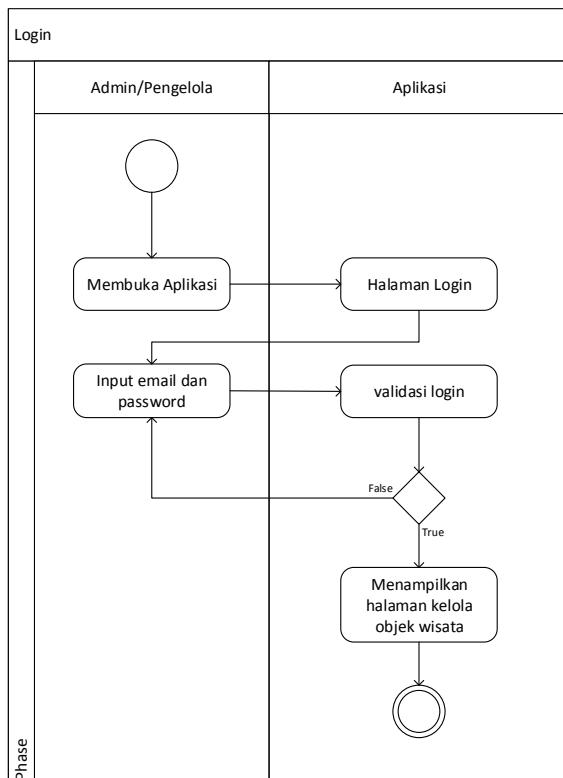 Login
Admin/Pengelola
Aplikasi
Membuka Aplikasi
Halaman Login
Input email dan
password
validasi login
False
True
Menampilkan
halaman kelola
objek wisata
Phase